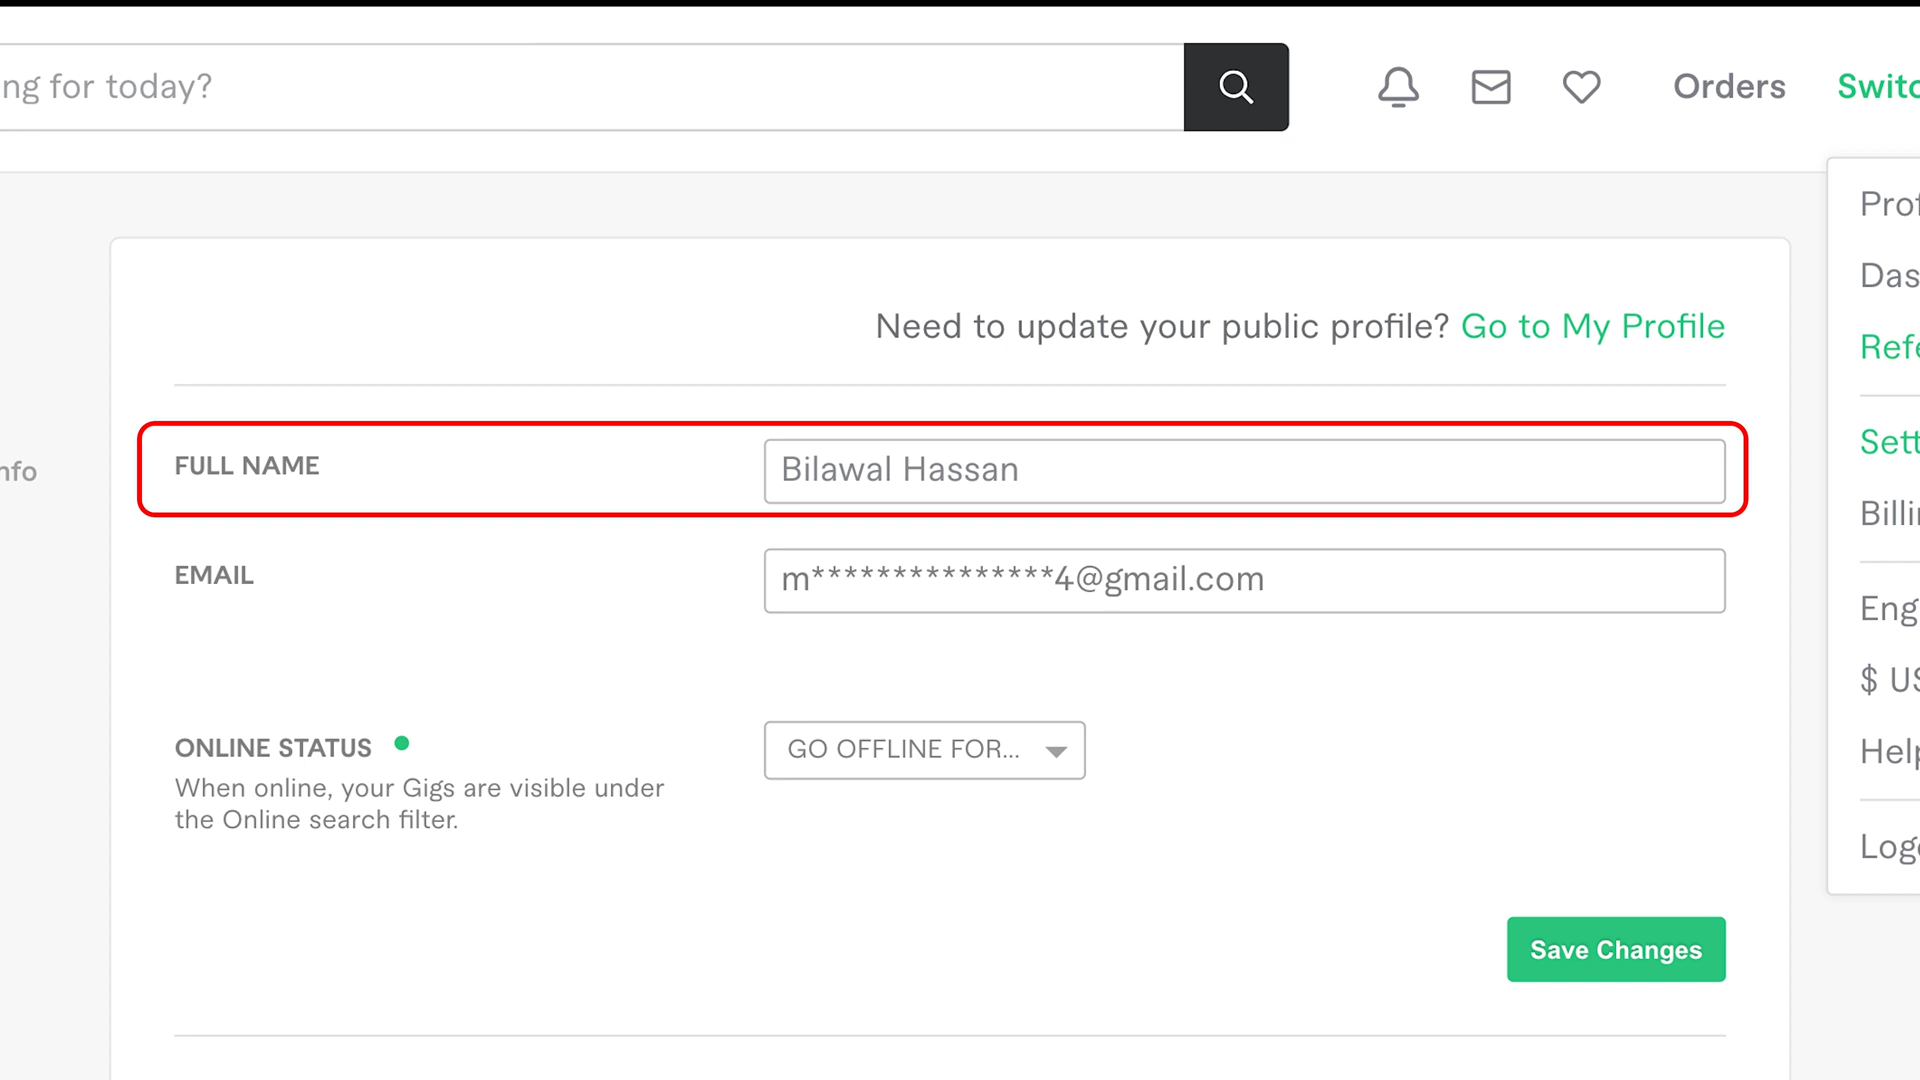 ng for today?
Orders
Switc
Prof
Das
Refe
Need to update your public profile? Go to My Profile
FULL NAME
Bilawal Hassan
nfo
Sett
Billin
EMAIL
m***************4@gmail.com
Eng
$ US
ONLINE STATUS
GO OFFLINE FOR...
Help
When online, your Gigs are visible under
the Online search filter.
Logo
Save Changes